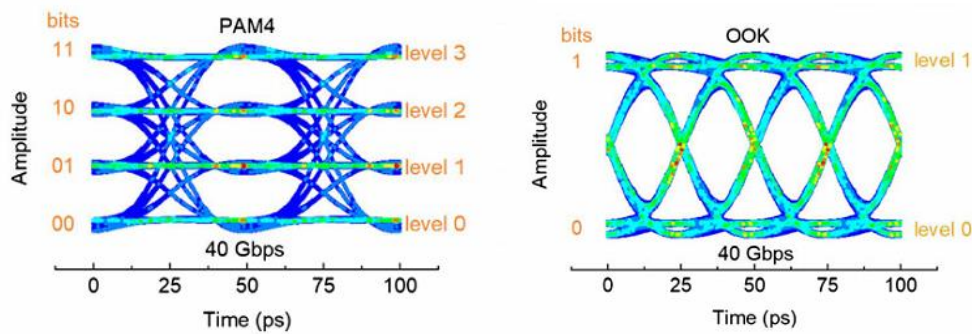 bits
PAM4
11
level 3
10
level 2
Amplitude
01
level 1
00
level 0
40 Gbps
0 25 50 75 100
Time (ps)
bits
OOK
1
level 1
Amplitude
0
level 0
40 Gbps
0 25 50 75 100
Time (ps)